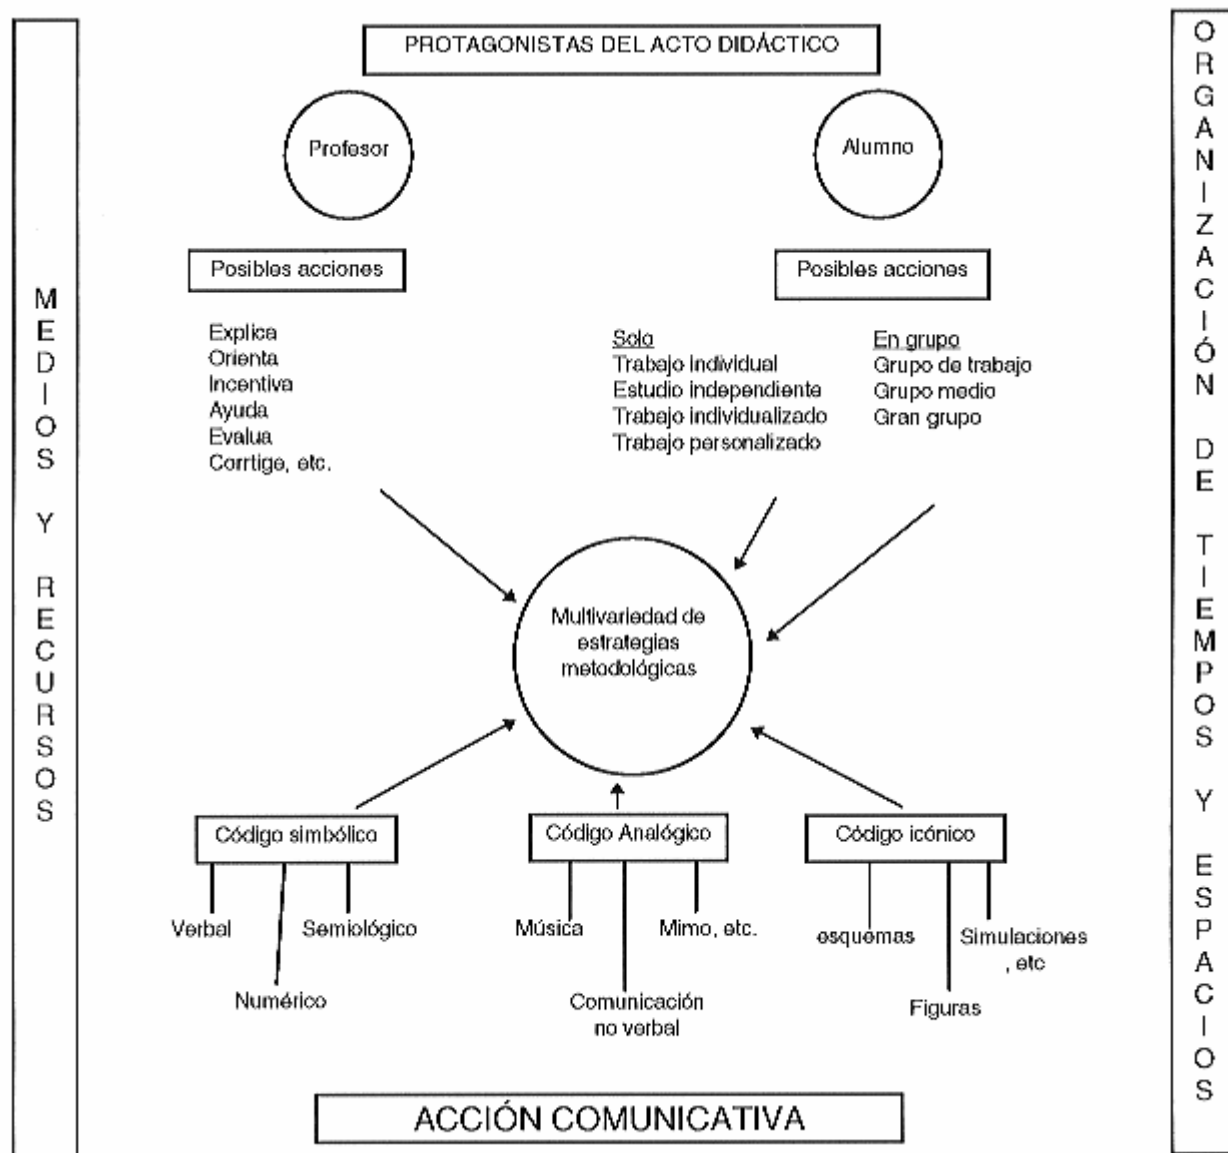 PROTAGONISTAS DEL ACTO DIDÁCTICO
Profesor
Alumno
Posibles acciones
Posibles acciones
Explica
Orienta
Incentiva
Ayuda
Evalua
Corrtige, etc.
Solo
Trabajo individual
Estudio independiente
Trabajo individualizado
Trabajo personalizado
En grupo
Grupo de trabajo
Grupo medio
Gran grupo
Multivariedad de
estrategias
metodológicas
Código simbólico
Código Analógico
Código icónico
Verbal
Semiológico
Numérico
Música
Mimo, etc.
Comunicación
no verbal
esquemas
Simulaciones
, etc
Figuras
ACCIÓN COMUNICATIVA
MEDIOS Y RECURSOS
ORGANIZACIÓN DE TIEMPOS Y ESPACIOS